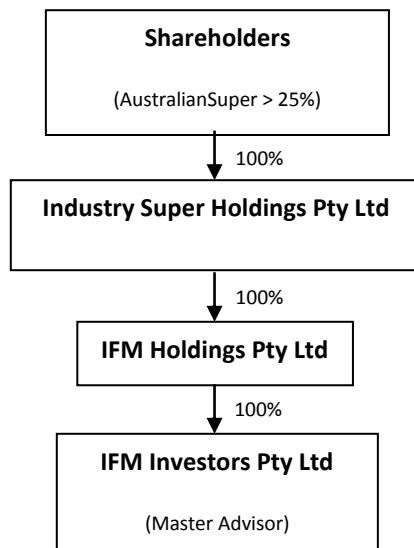 Shareholders
(AustralianSuper > 25%)
100%
Industry Super Holdings Pty Ltd
100%
IFM Holdings Pty Ltd
100%
IFM Investors Pty Ltd
(Master Advisor)